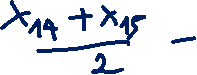 (x₁₄ + x₁₅)/2 −